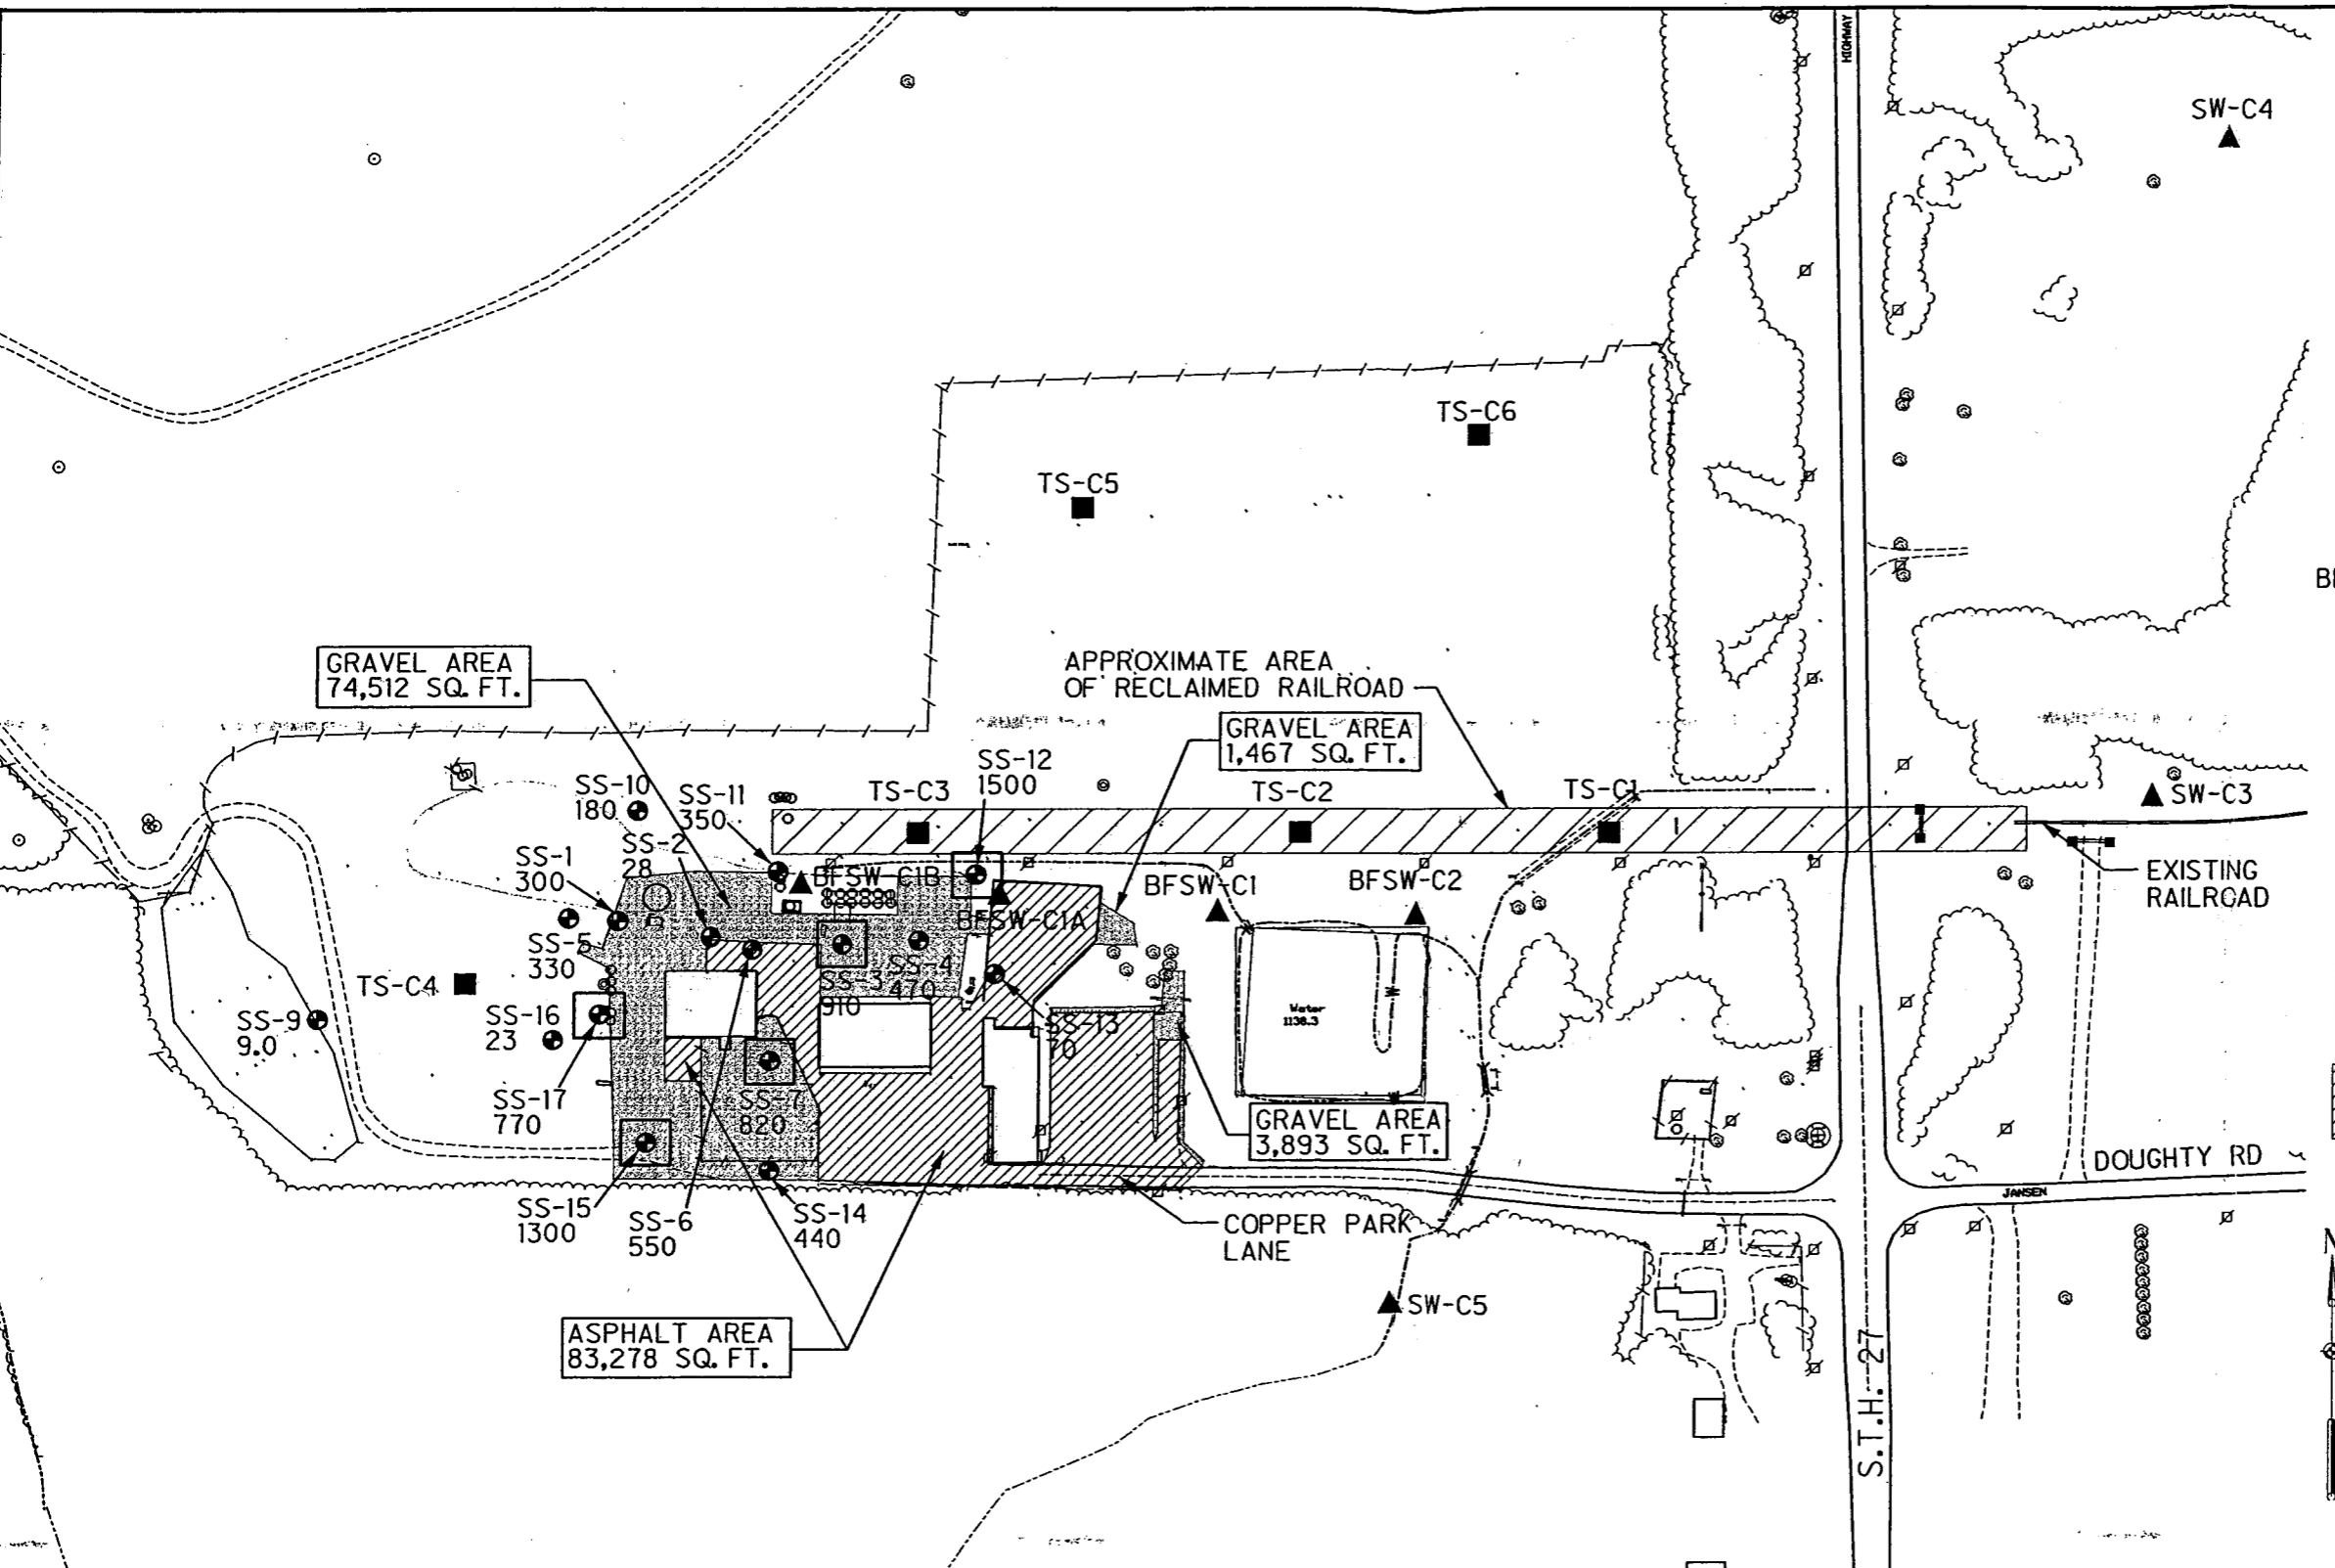 HIGHWAY
SW-C4
TS-C6
TS-C5
GRAVEL AREA
74,512 SQ. FT.
APPROXIMATE AREA
OF RECLAIMED RAILROAD
GRAVEL AREA
1,467 SQ. FT.
SS-12
1500
SS-10
180
SS-11
350
TS-C3
TS-C2
TS-C1
SW-C3
SS-1
300
SS-2
28
BFSW-C1B
BFSW-C1
BFSW-C2
EXISTING
RAILROAD
BFSW-C1A
SS-5
330
TS-C4
SS-3
910
SS-4
470
SS-9
9.0
SS-16
23
SS-13
70
Water
1138.3
W
W
SS-17
770
SS-7
820
GRAVEL AREA
3,893 SQ. FT.
DOUGHTY RD
JANSEN
SS-15
1300
SS-6
550
SS-14
440
COPPER PARK
LANE
SW-C5
ASPHALT AREA
83,278 SQ. FT.
S.T.H. 27